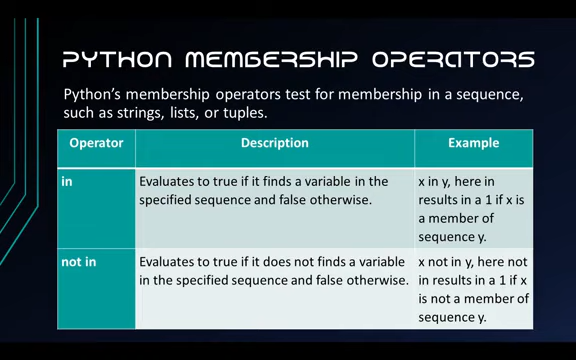 PYTHON MEMBERSHIP OPERATORS
Python's membership operators test for membership in a sequence,
such as strings, lists, or tuples.
Operator Description Example
in
Evaluates to true if it finds a variable in the
specified sequence and false otherwise.
x in y, here in
results in a 1 if x is
a member of
sequence y.
not in
Evaluates to true if it does not finds a variable
in the specified sequence and false otherwise.
x not in y, here not
in results in a 1 if x
is not a member of
sequence y.